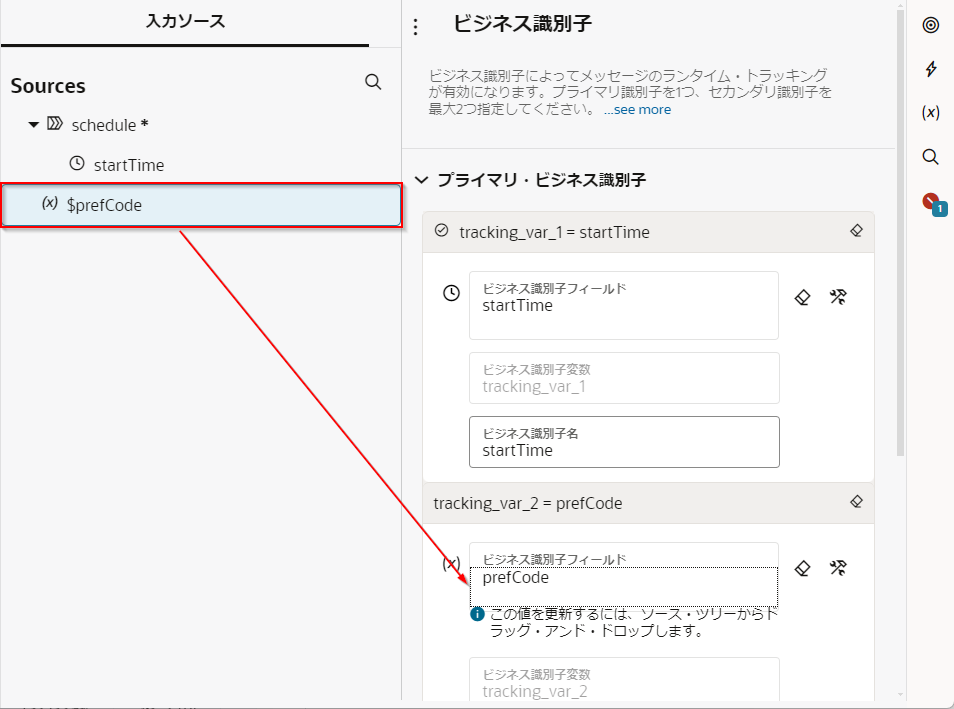 入力ソース
Sources
schedule *
startTime
(x) $prefCode
ビジネス識別子
ビジネス識別子によってメッセージのランタイム・トラッキング
が有効になります。プライマリ識別子を1つ、セカンダリ識別子を
最大2つ指定してください。 ...see more
プライマリ・ビジネス識別子
tracking_var_1 = startTime
ビジネス識別子フィールド
startTime
ビジネス識別子変数
tracking_var_1
ビジネス識別子名
startTime
tracking_var_2 = prefCode
(x)
ビジネス識別子フィールド
prefCode
この値を更新するには、ソース・ツリーからド
ラッグ・アンド・ドロップします。
ビジネス識別子変数
tracking_var_2
(x)
1